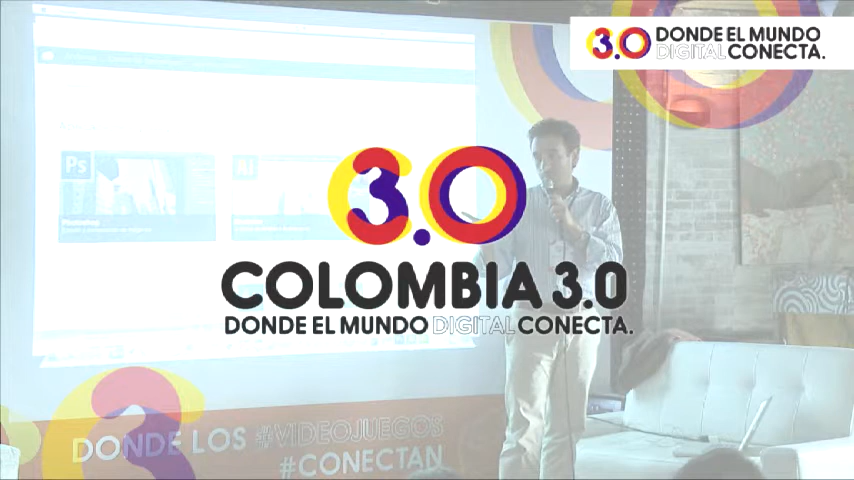 3.0 DONDE EL MUNDO
DIGITAL CONECTA.
Ps
3.0
COLOMBIA 3.0
DONDE EL MUNDO DIGITAL CONECTA.
DONDE LOS #VIDEOJUEGOS
#CONECTAN